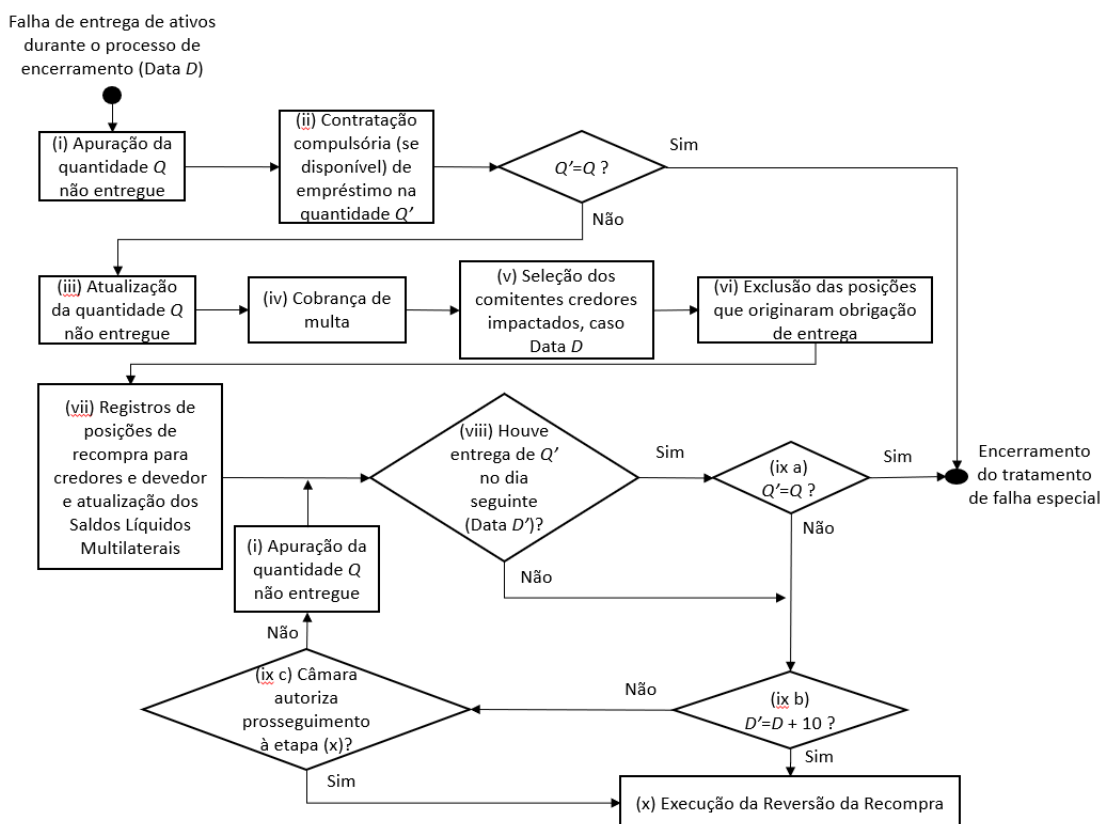 Falha de entrega de ativos
durante o processo de
encerramento (Data D)
(i) Apuração da
quantidade Q
não entregue
(ii) Contratação
compulsória (se
disponível) de
empréstimo na
quantidade Q’
Q’=Q ?
Sim
Não
(iii) Atualização
da quantidade Q
não entregue
(iv) Cobrança de
multa
(v) Seleção dos
comitentes credores
impactados, caso
Data D
(vi) Exclusão das posições
que originaram obrigação
de entrega
(vii) Registros de
posições de
recompra para
credores e devedor
e atualização dos
Saldos Líquidos
Multilaterais
(viii) Houve
entrega de Q’
no dia
seguinte
(Data D’)?
Sim
Não
(ix a)
Q’=Q ?
Sim
Não
Encerramento
do tratamento
de falha especial
(i) Apuração da
quantidade Q
não entregue
Não
(ix c) Câmara
autoriza
prosseguimento
à etapa (x)?
Sim
Não
(ix b)
D’=D + 10 ?
Sim
(x) Execução da Reversão da Recompra